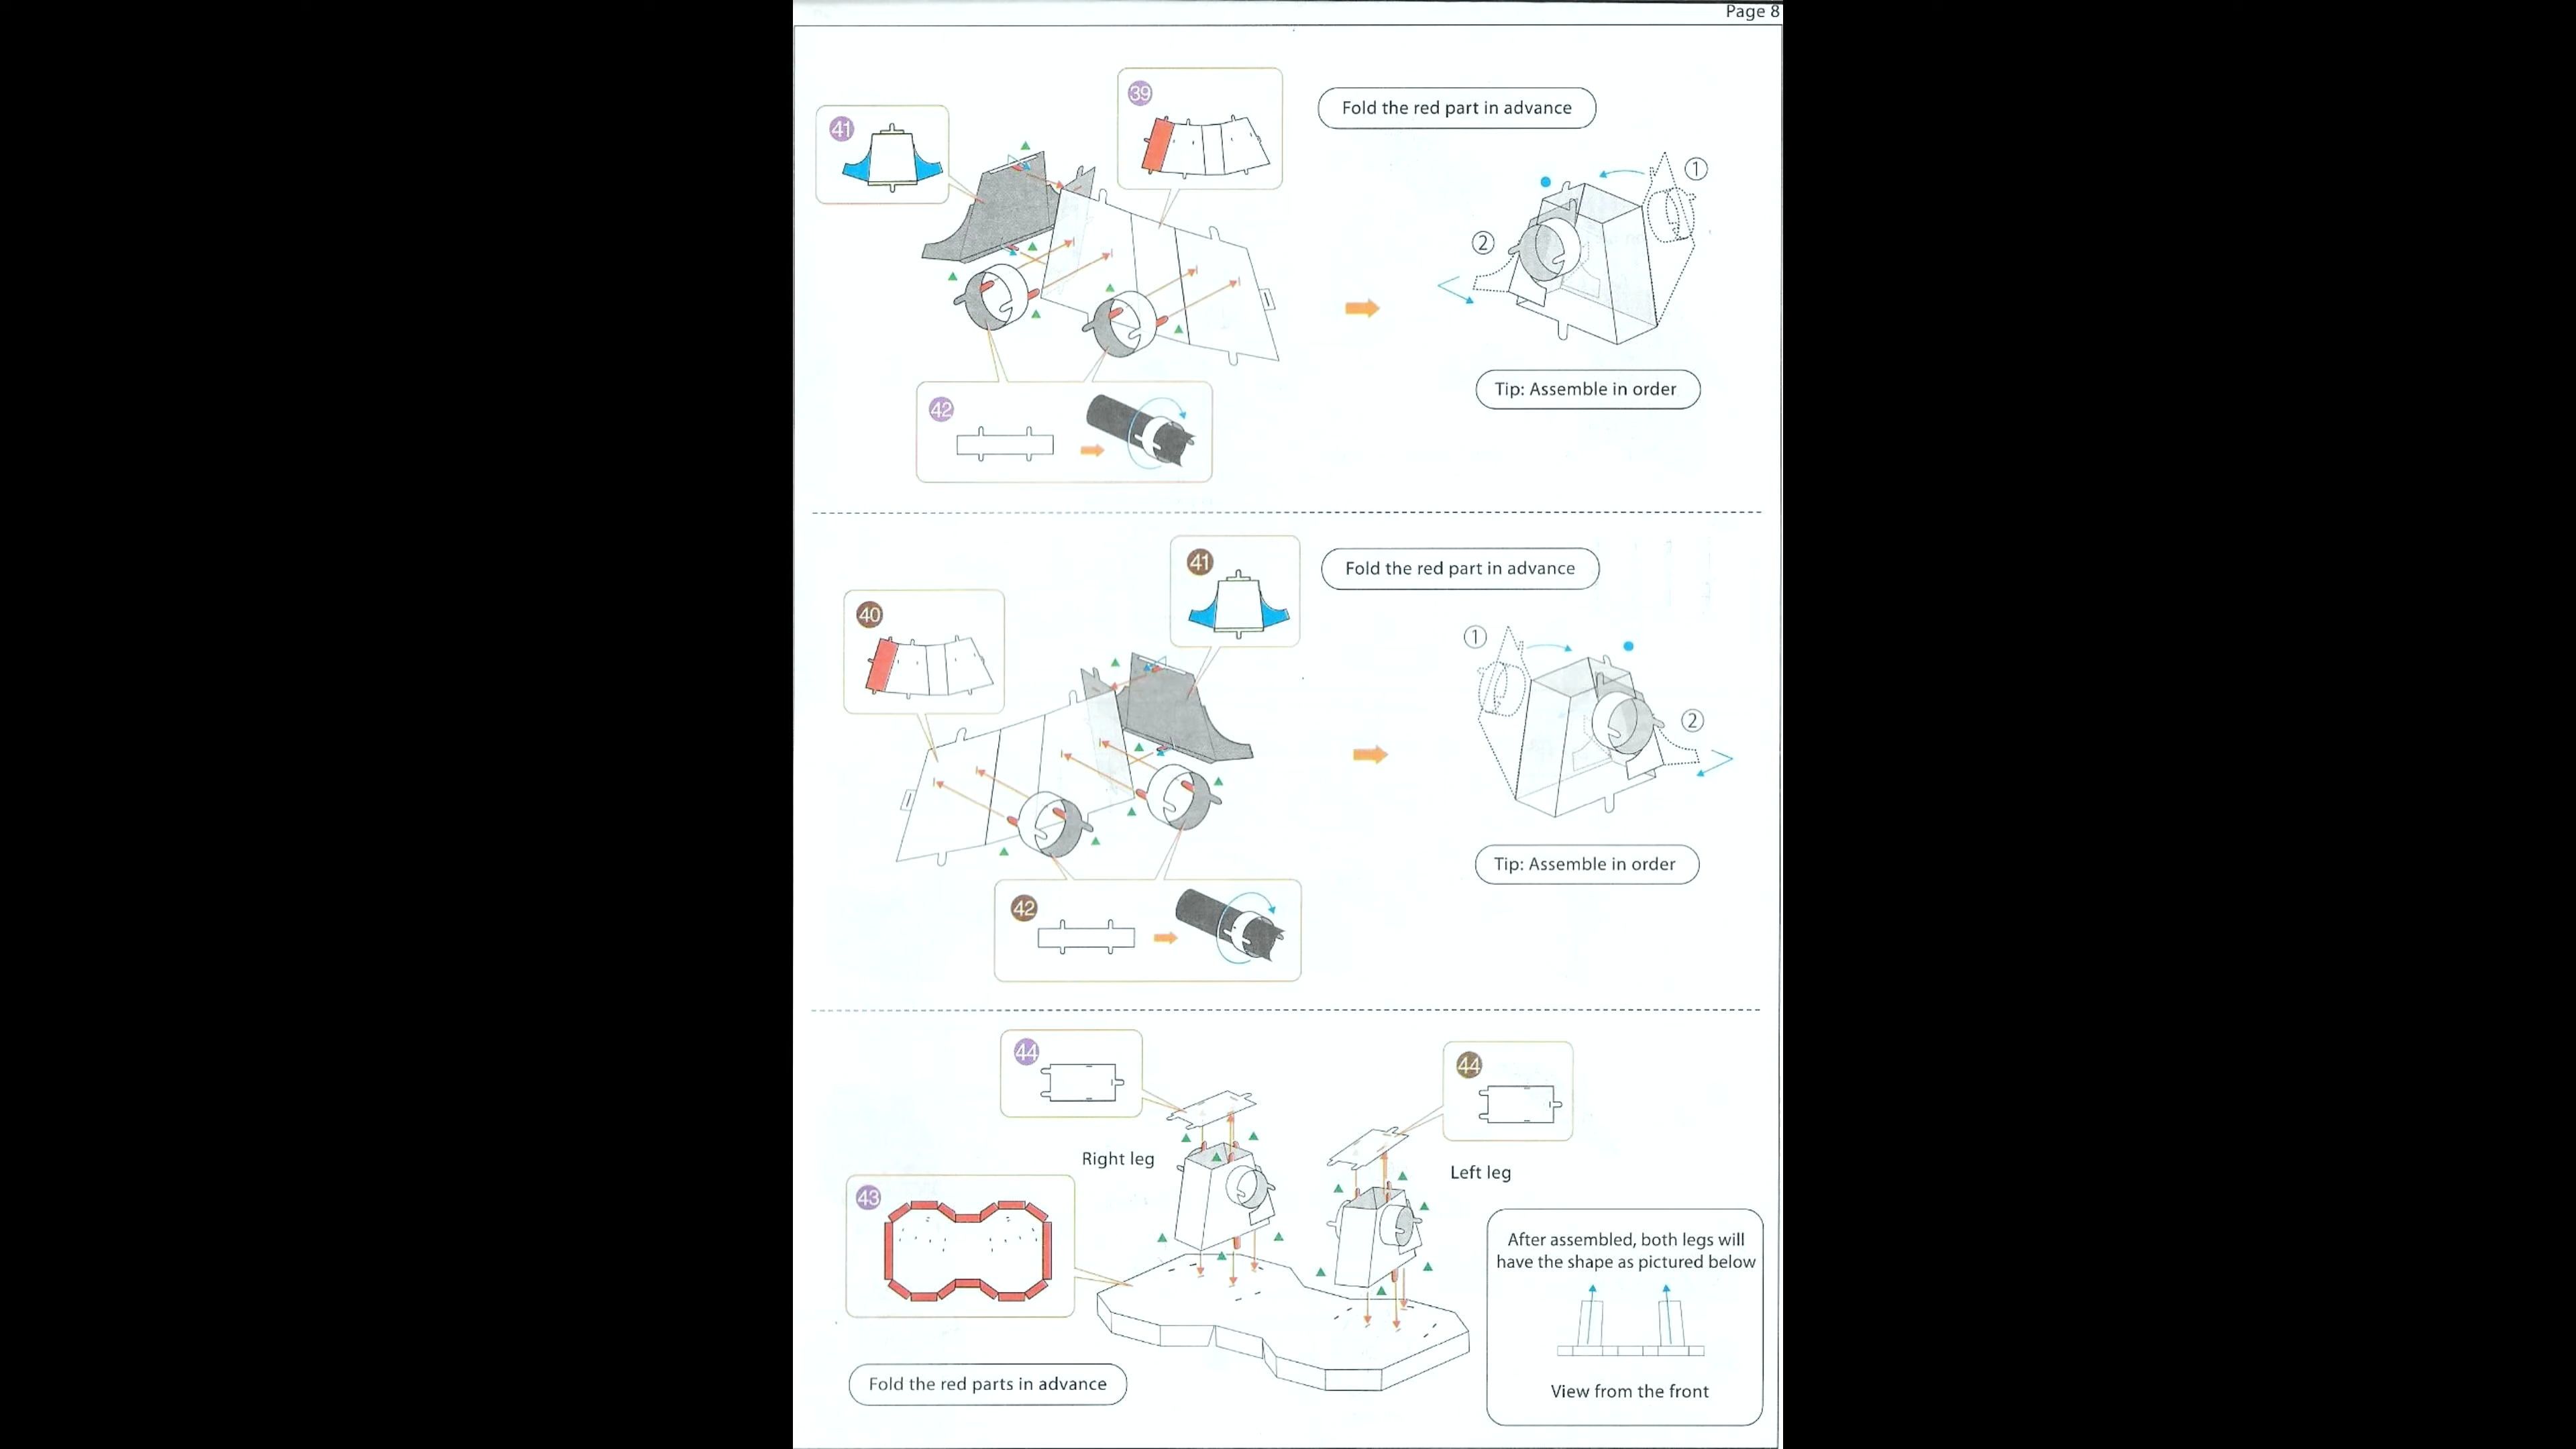 Page 8
39
Fold the red part in advance
41
1
2
Tip: Assemble in order
42
41
Fold the red part in advance
40
1
2
Tip: Assemble in order
42
44
44
Right leg
Left leg
43
After assembled, both legs will
have the shape as pictured below
Fold the red parts in advance
View from the front